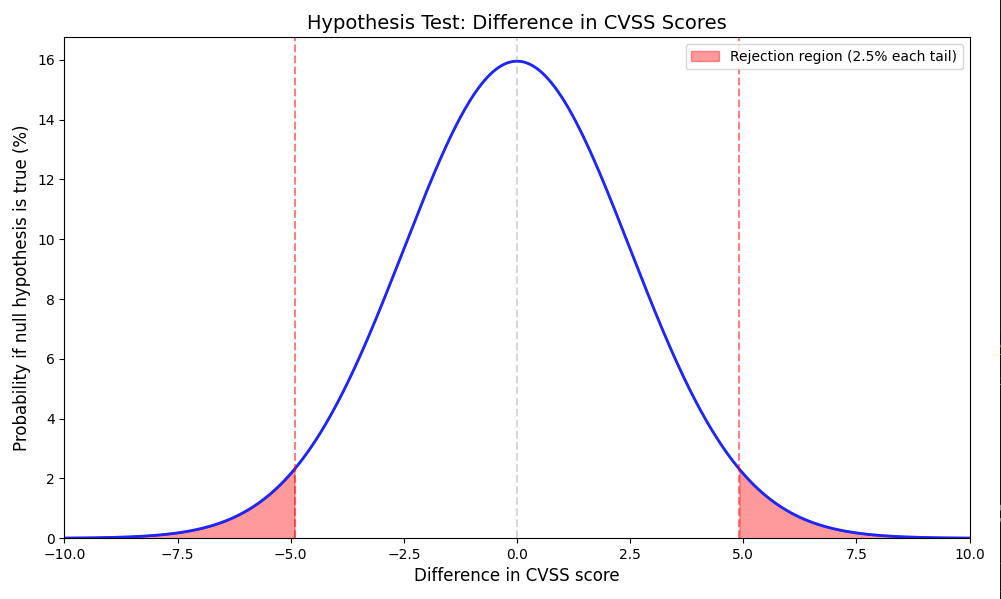 Hypothesis Test: Difference in CVSS Scores
Rejection region (2.5% each tail)
Probability if null hypothesis is true (%)
16
14
12
10
8
6
4
2
0
−10.0 −7.5 −5.0 −2.5 0.0 2.5 5.0 7.5 10.0
Difference in CVSS score